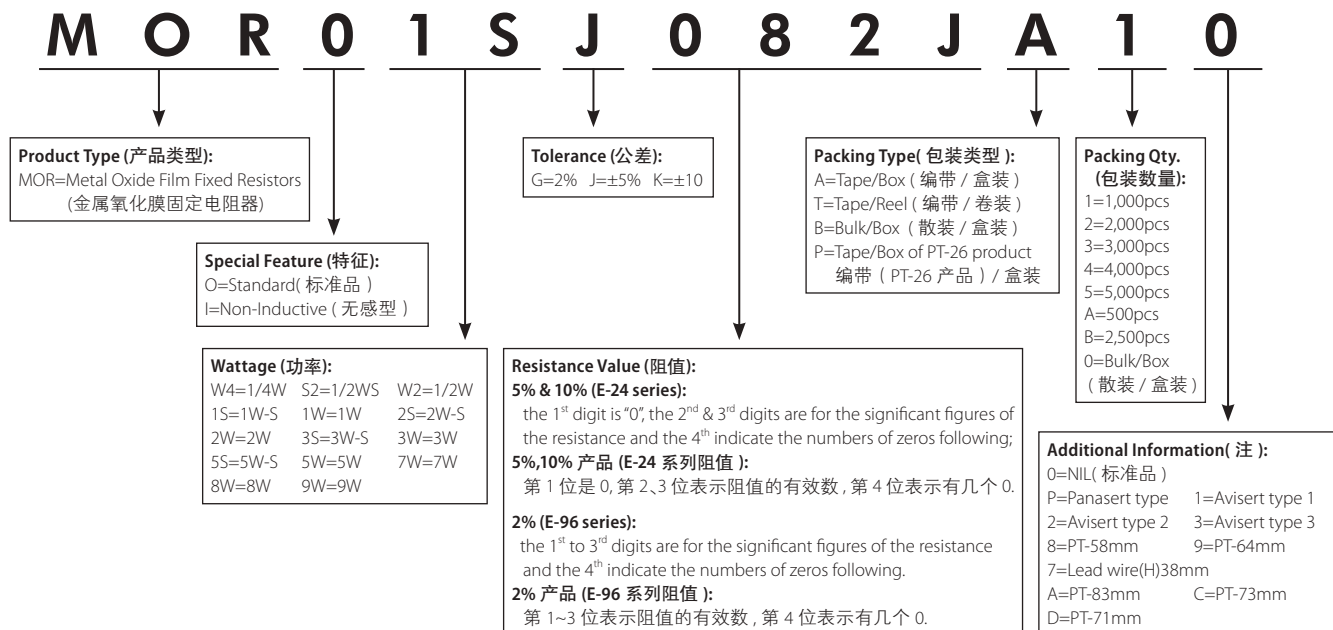 M O R 0 1 S J 0 8 2 J A 1 0
Product Type (产品类型):
MOR=Metal Oxide Film Fixed Resistors
(金属氧化膜固定电阻器)
Special Feature (特征):
O=Standard( 标准品 )
I=Non-Inductive ( 无感型 )
Wattage (功率):
W4=1/4W S2=1/2WS W2=1/2W
1S=1W-S 1W=1W 2S=2W-S
2W=2W 3S=3W-S 3W=3W
5S=5W-S 5W=5W 7W=7W
8W=8W 9W=9W
Tolerance (公差):
G=2% J=±5% K=±10
Resistance Value (阻值):
5% & 10% (E-24 series):
the 1st digit is "0", the 2nd & 3rd digits are for the significant figures of
the resistance and the 4th indicate the numbers of zeros following;
5%,10% 产品 (E-24 系列阻值 ):
第 1 位是 0, 第 2、3 位表示阻值的有效数 , 第 4 位表示有几个 0.
2% (E-96 series):
the 1st to 3rd digits are for the significant figures of the resistance
and the 4th indicate the numbers of zeros following.
2% 产品 (E-96 系列阻值 ):
第 1~3 位表示阻值的有效数 , 第 4 位表示有几个 0.
Packing Type( 包装类型 ):
A=Tape/Box ( 编带 / 盒装 )
T=Tape/Reel ( 编带 / 卷装 )
B=Bulk/Box ( 散装 / 盒装 )
P=Tape/Box of PT-26 product
编带 ( PT-26 产品 ) / 盒装
Packing Qty.
(包装数量):
1=1,000pcs
2=2,000pcs
3=3,000pcs
4=4,000pcs
5=5,000pcs
A=500pcs
B=2,500pcs
0=Bulk/Box
( 散装 / 盒装 )
Additional Information( 注 ):
0=NIL( 标准品 )
P=Panasert type 1=Avisert type 1
2=Avisert type 2 3=Avisert type 3
8=PT-58mm 9=PT-64mm
7=Lead wire(H)38mm
A=PT-83mm C=PT-73mm
D=PT-71mm